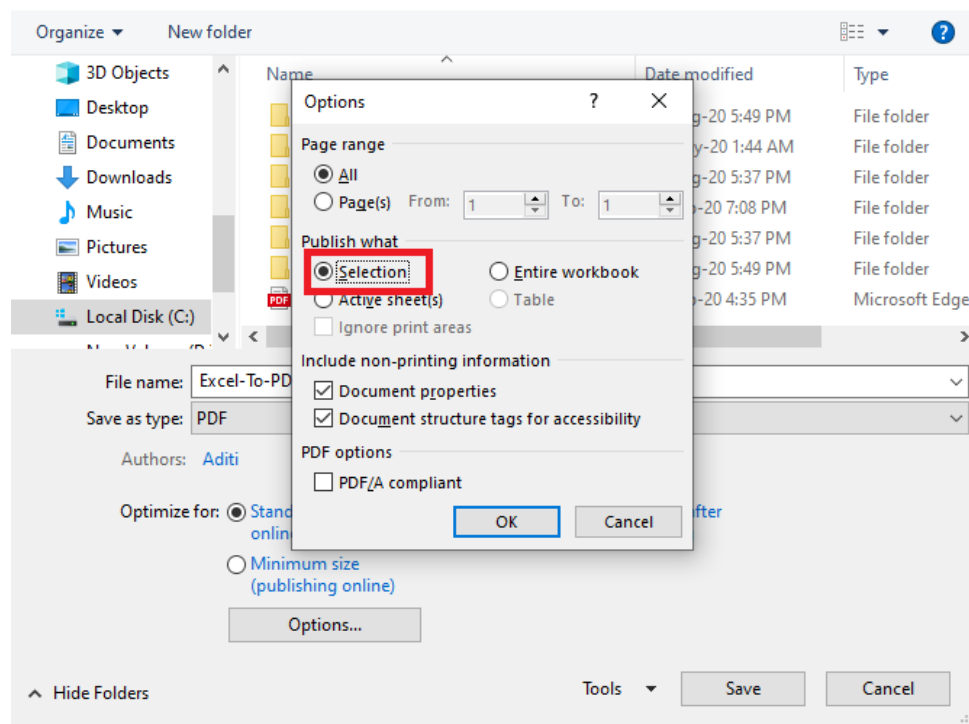 Organize New folder
?
3D Objects
Desktop
Documents
Downloads
Music
Pictures
Videos
Local Disk (C:)
Name Date modified Type
g-20 5:49 PM File folder
y-20 1:44 AM File folder
g-20 5:37 PM File folder
-20 7:08 PM File folder
g-20 5:37 PM File folder
g-20 5:49 PM File folder
PDF -20 4:35 PM Microsoft Edge
Options ? X
Page range
All
Page(s) From: 1 To: 1
Publish what
Selection Entire workbook
Active sheet(s) Table
Ignore print areas
Include non-printing information
Document properties
Document structure tags for accessibility
PDF options
PDF/A compliant
OK Cancel
File name: Excel-To-PD
Save as type: PDF
Authors: Aditi
Optimize for: Stand
onlin
fter
Minimum size
(publishing online)
Options...
Hide Folders
Tools Save Cancel